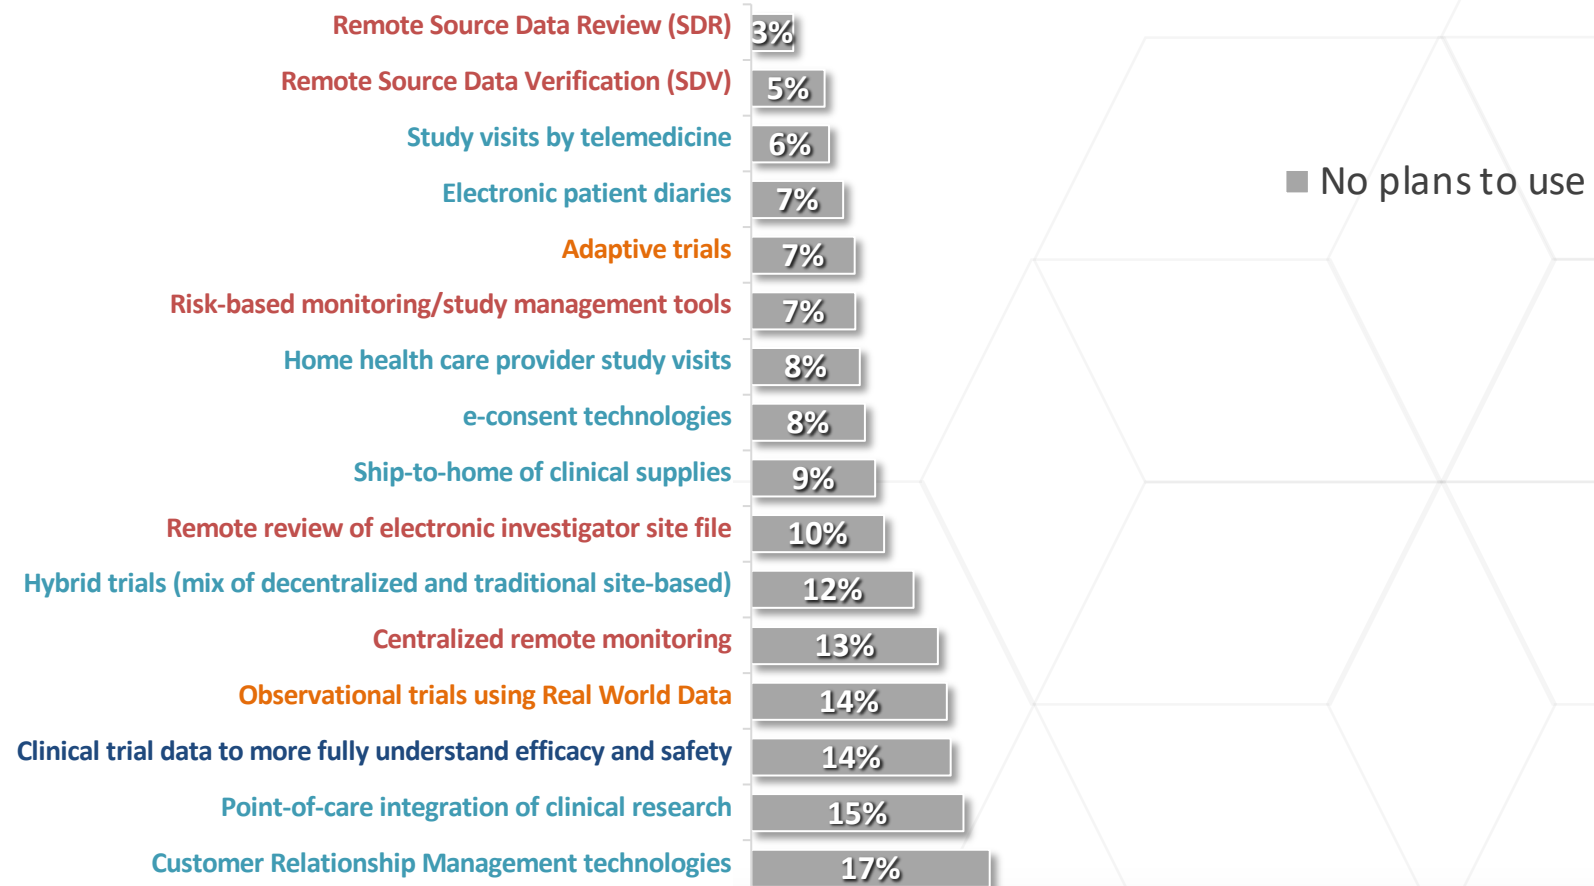 Remote Source Data Review (SDR) 3%
Remote Source Data Verification (SDV) 5%
Study visits by telemedicine 6%
Electronic patient diaries 7%
No plans to use
Adaptive trials 7%
Risk-based monitoring/study management tools 7%
Home health care provider study visits 8%
e-consent technologies 8%
Ship-to-home of clinical supplies 9%
Remote review of electronic investigator site file 10%
Hybrid trials (mix of decentralized and traditional site-based) 12%
Centralized remote monitoring 13%
Observational trials using Real World Data 14%
Clinical trial data to more fully understand efficacy and safety 14%
Point-of-care integration of clinical research 15%
Customer Relationship Management technologies 17%